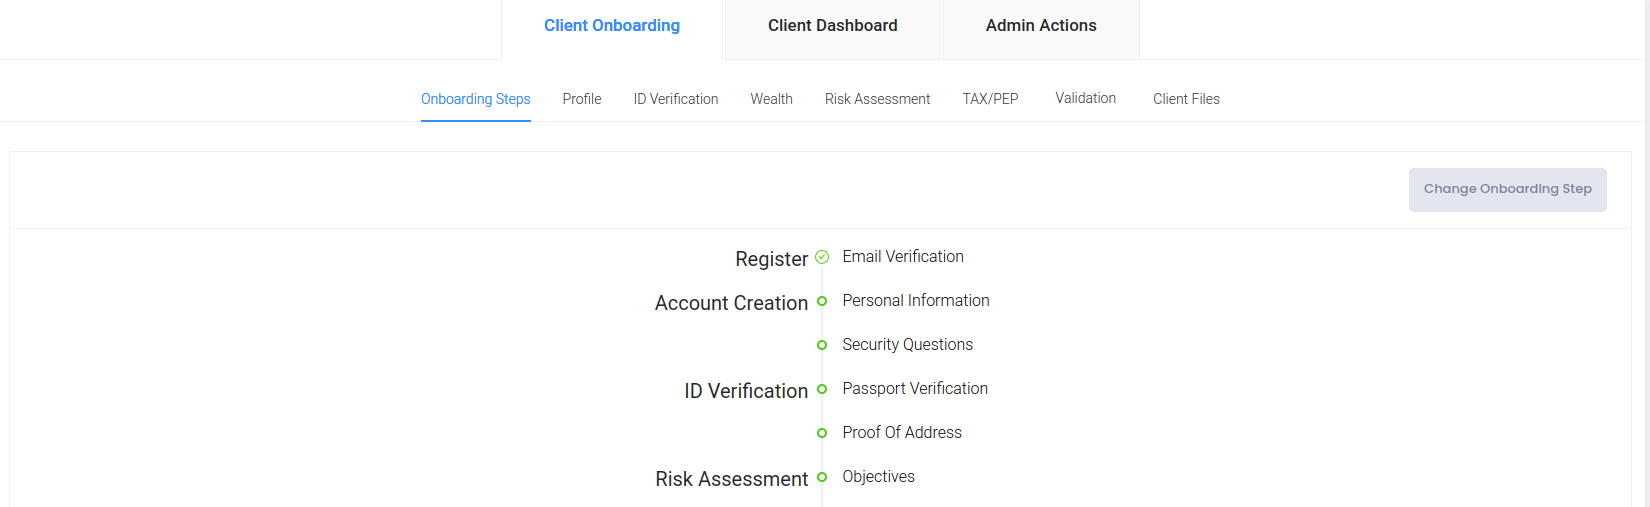 Client Onboarding Client Dashboard Admin Actions
Onboarding Steps Profile ID Verification Wealth Risk Assessment TAX/PEP Validation Client Files
Change Onboarding Step
Register Email Verification
Account Creation Personal Information
Security Questions
ID Verification Passport Verification
Proof Of Address
Risk Assessment Objectives